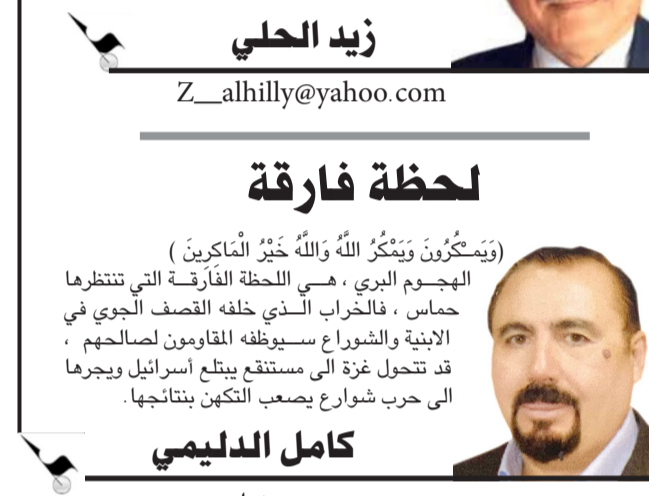 زيد الحلي
Z__alhilly@yahoo.com
لحظة فارقة
(وَيَمْكُرُونَ وَيَمْكُرُ اللَّهُ وَاللَّهُ خَيْرُ الْمَاكِرِينَ )
الهجوم البري ، هي اللحظة الفارقة التي تنتظرها
حماس ، فالخراب الذي خلفه القصف الجوي في
الابنية والشوراع سيوظفه المقاومون لصالحهم ،
قد تتحول غزة الى مستنقع يبتلع أسرائيل ويجرها
الى حرب شوارع يصعب التكهن بنتائجها.
كامل الدليمي